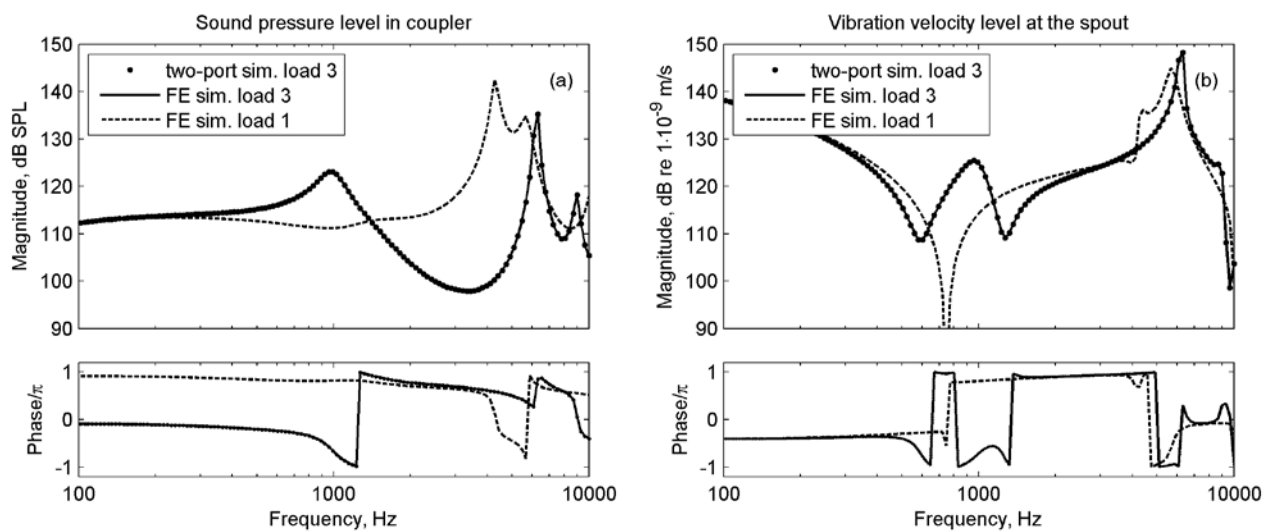 Sound pressure level in coupler
150
140
130
120
110
100
90
Magnitude, dB SPL
two-port sim. load 3
FE sim. load 3
FE sim. load 1
(a)
1
0
-1
Phase/π
100
1000
10000
Frequency, Hz
Vibration velocity level at the spout
150
140
130
120
110
100
90
Magnitude, dB re 1·10⁻⁹ m/s
two-port sim. load 3
FE sim. load 3
FE sim. load 1
(b)
1
0
-1
Phase/π
100
1000
10000
Frequency, Hz